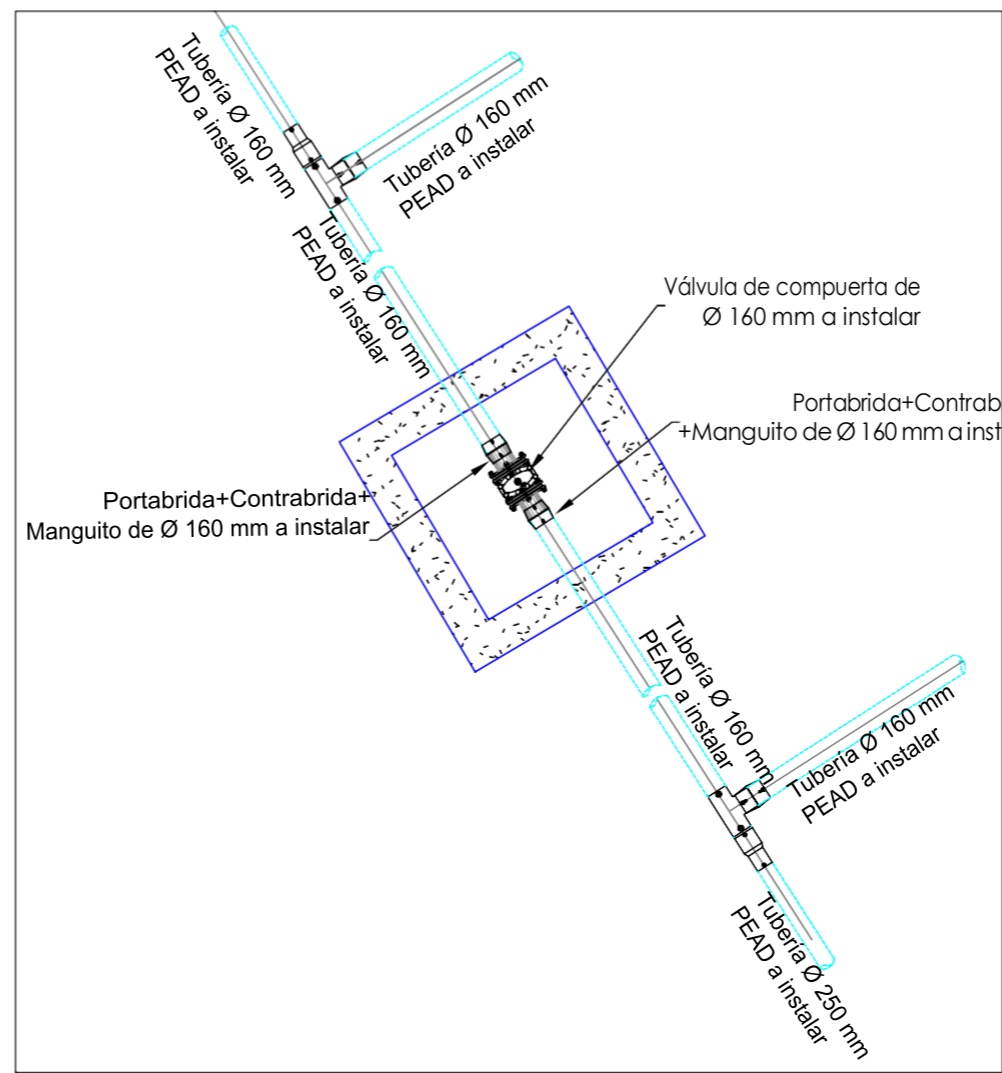 Tubería Ø 160 mm
PEAD a instalar
Tubería Ø 160 mm
PEAD a instalar
Tubería Ø 160 mm
PEAD a instalar
Válvula de compuerta de
Ø 160 mm a instalar
Portabrida+Contrab
+Manguito de Ø 160 mm a inst
Portabrida+Contrabrida+
Manguito de Ø 160 mm a instalar
Tubería Ø 160 mm
PEAD a instalar
Tubería Ø 160 mm
PEAD a instalar
Tubería Ø 250 mm
PEAD a instalar